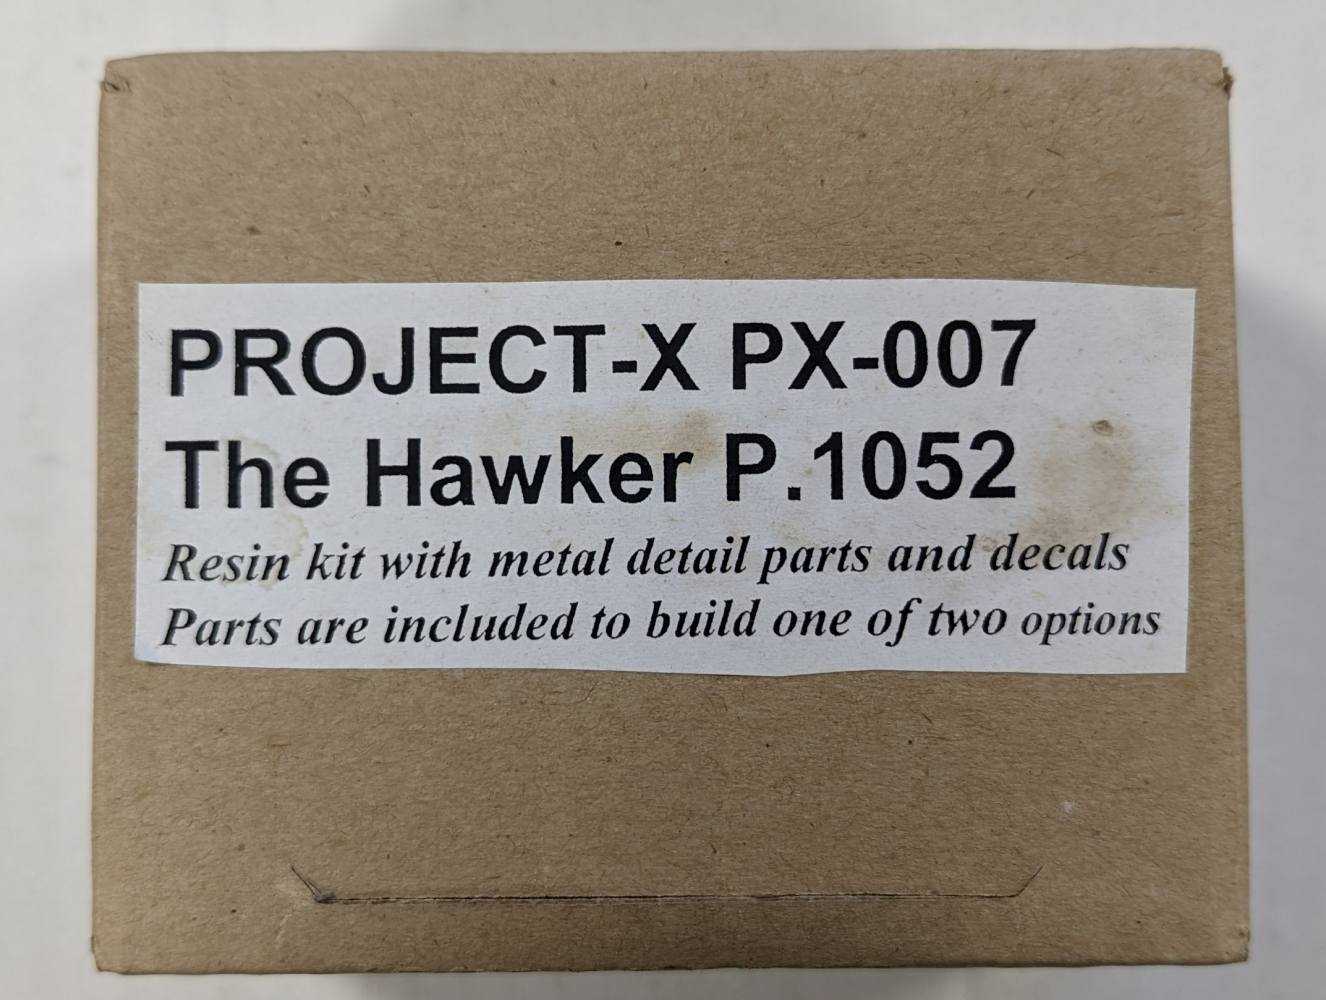 PROJECT-X PX-007
The Hawker P.1052
Resin kit with metal detail parts and decals
Parts are included to build one of two options